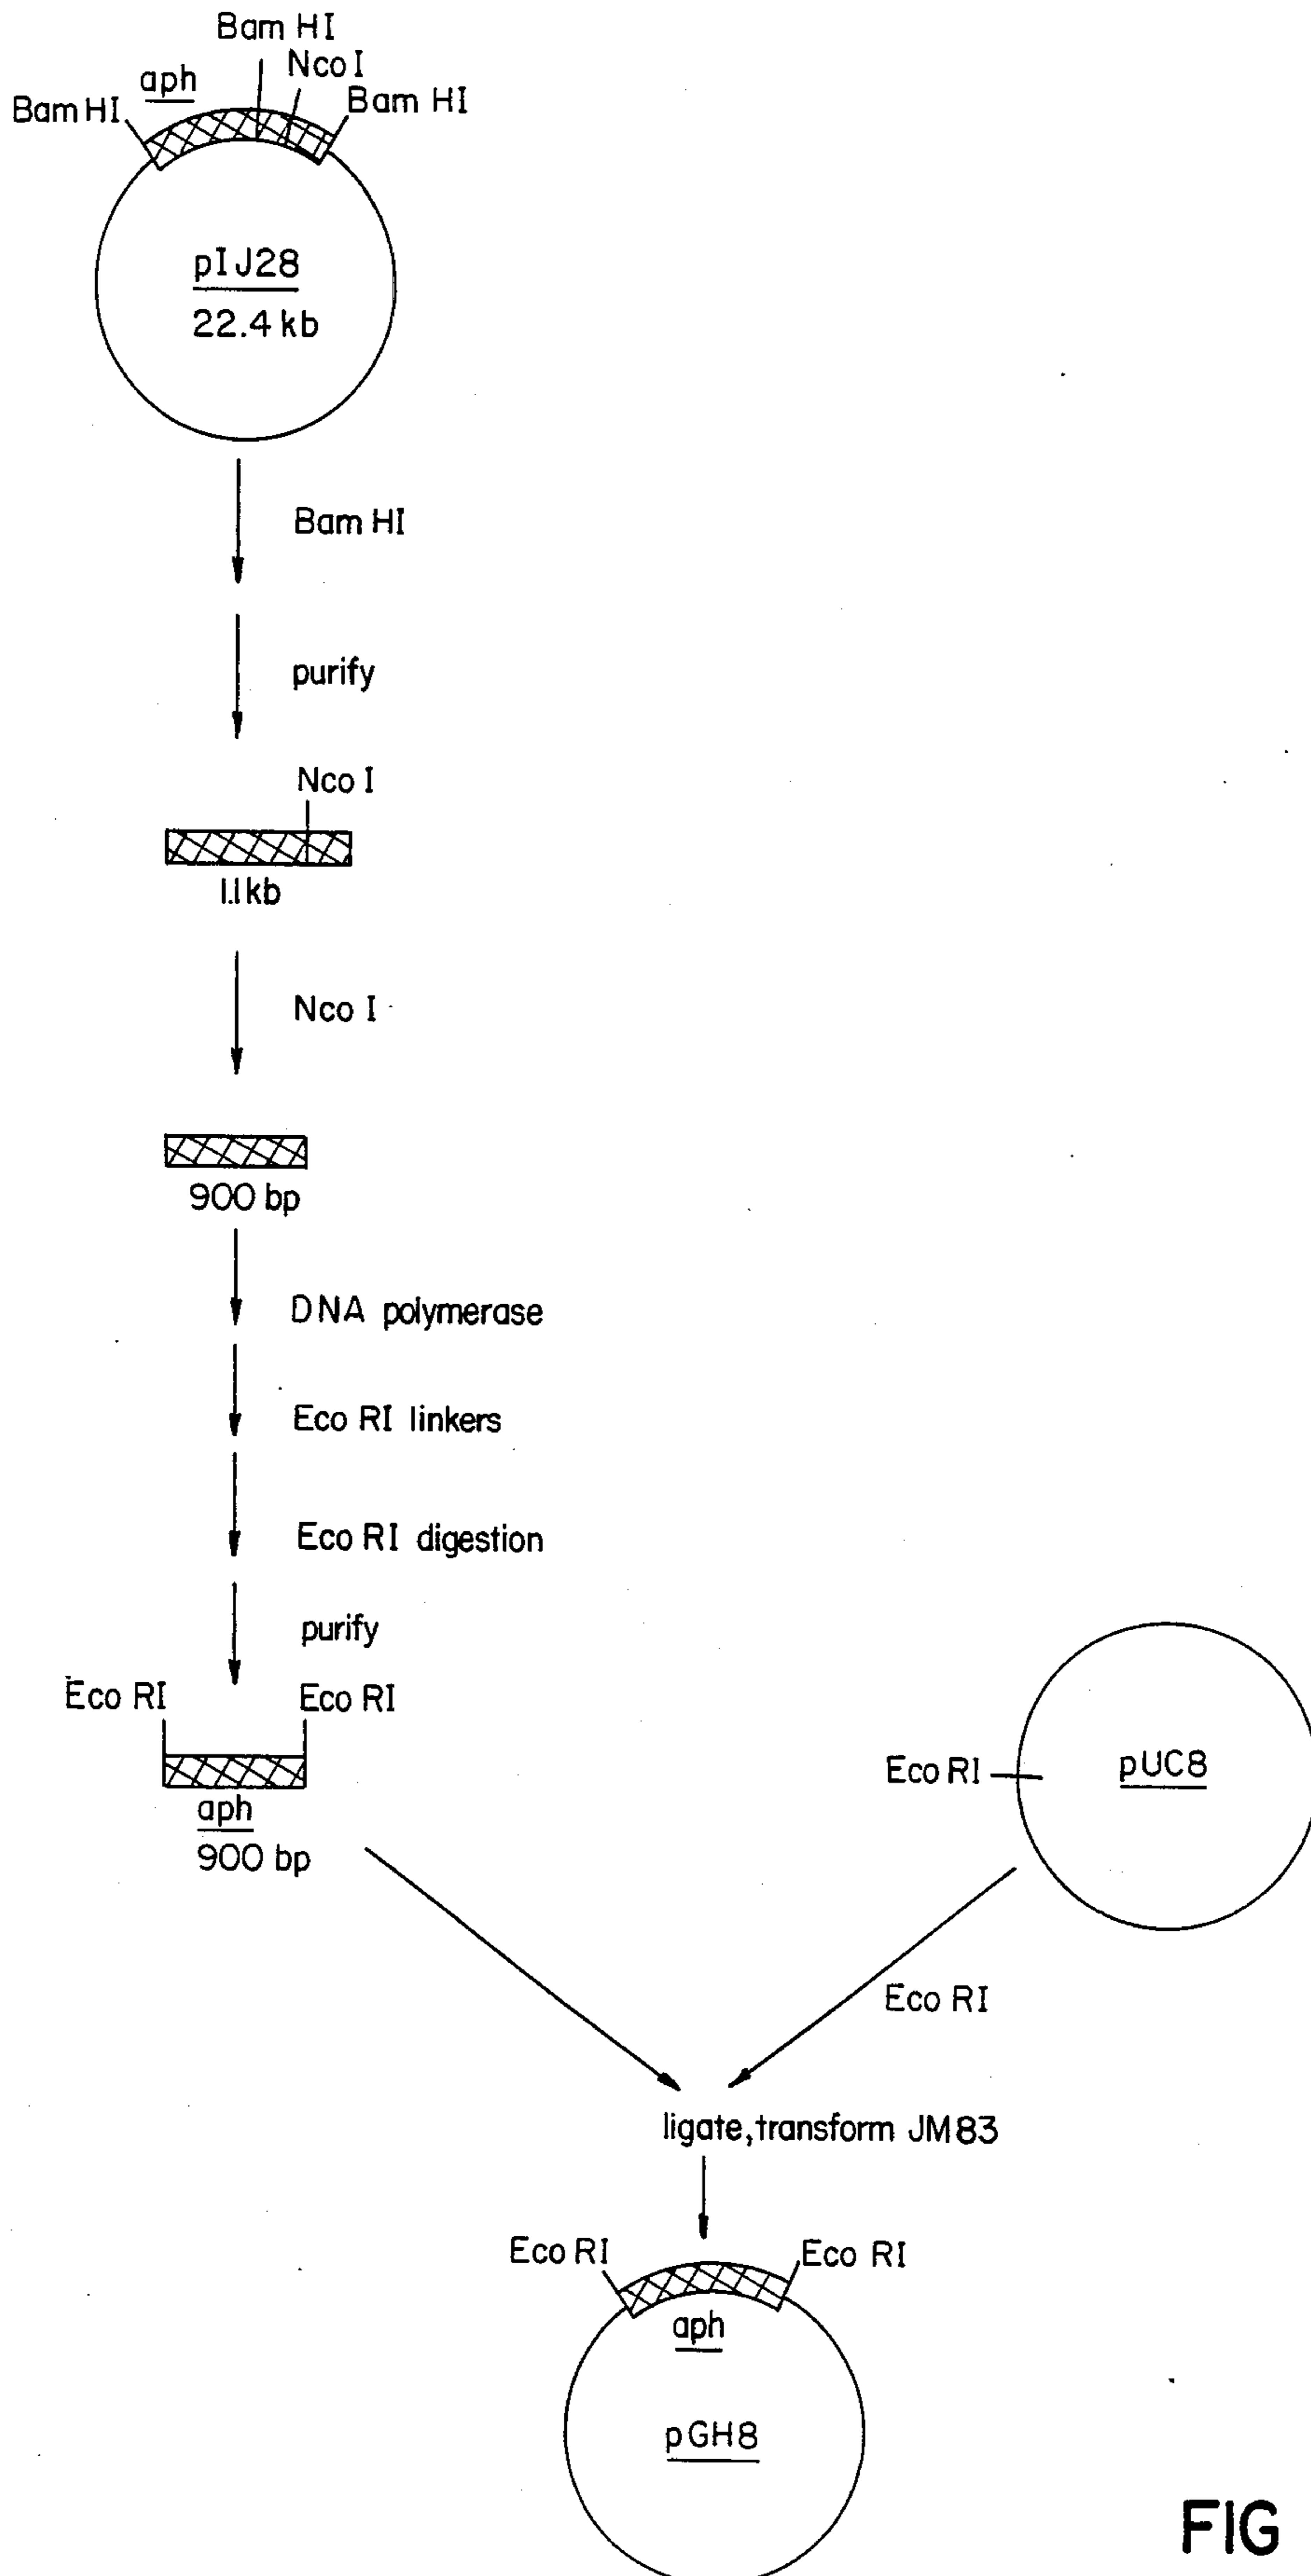 Bam HI
aph
Nco I
Bam HI
Bam HI
pIJ28
22.4 kb
Bam HI
purify
Nco I
1.1kb
Nco I
900 bp
DNA polymerase
Eco RI linkers
Eco RI digestion
purify
Eco RI
Eco RI
aph
900 bp
Eco RI
pUC8
Eco RI
ligate, transform JM83
Eco RI
Eco RI
aph
pGH8
FIG